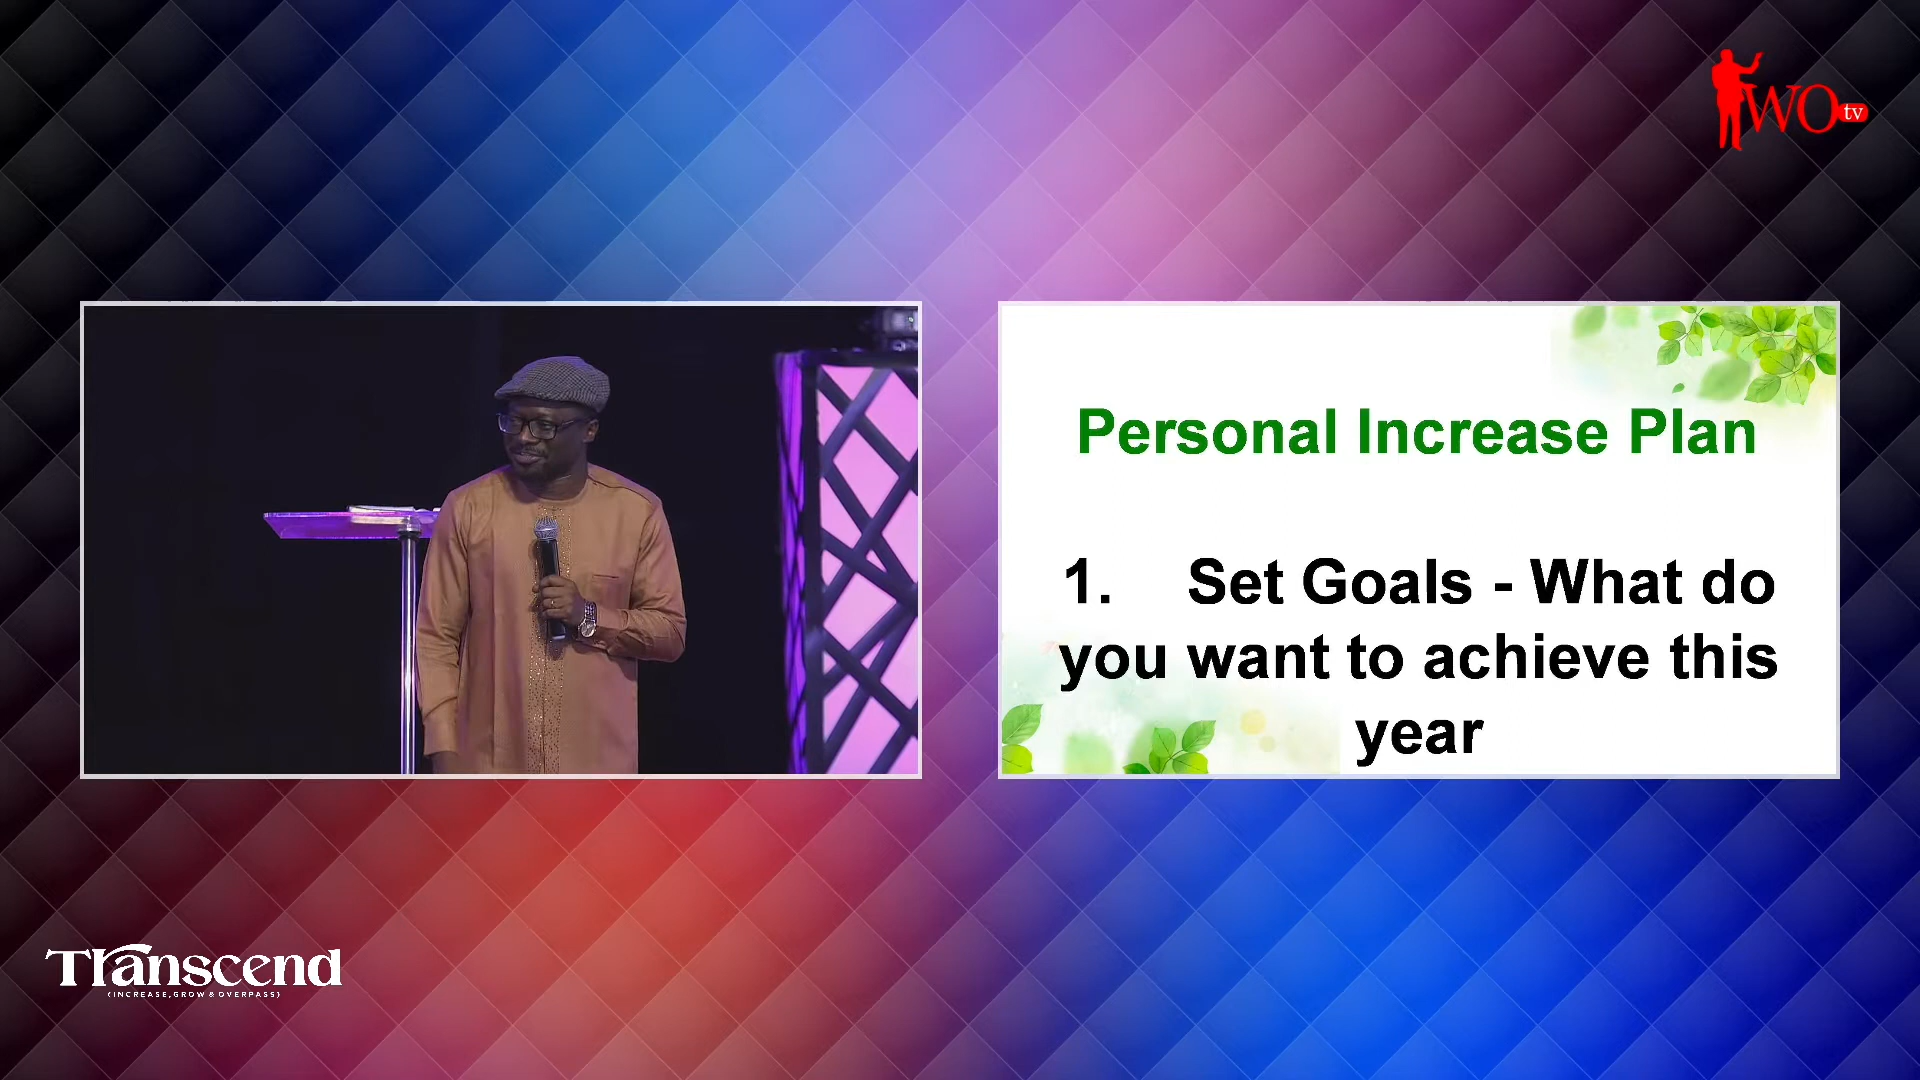 WO tv
Personal Increase Plan
1. Set Goals - What do
you want to achieve this
year
Transcend
(INCREASE, GROW & OVERPASS)